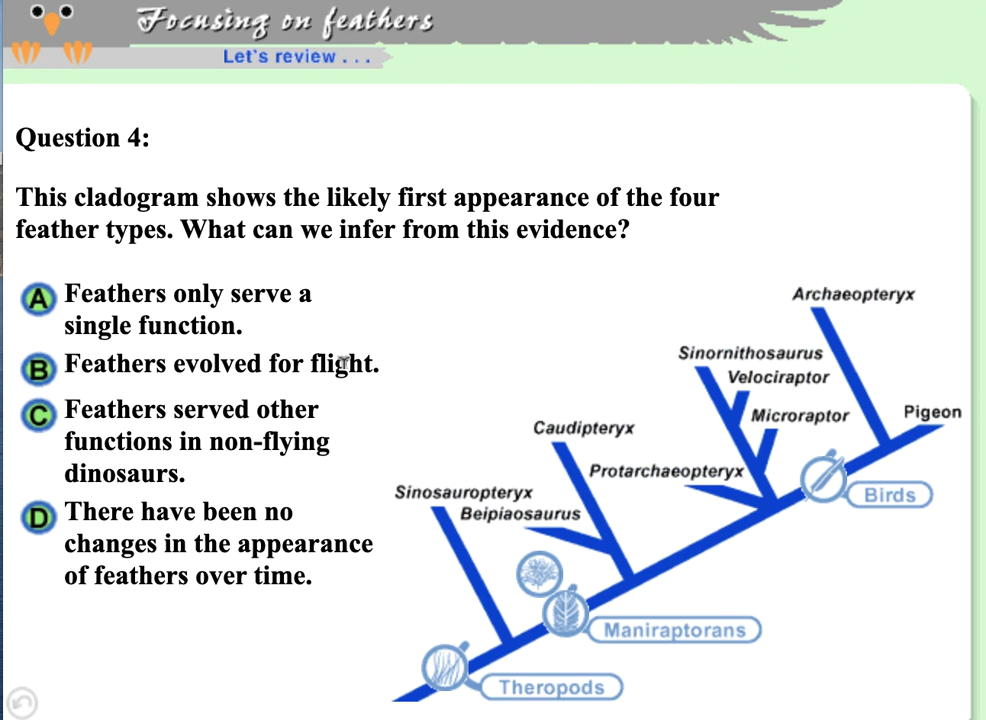 Focusing on feathers
Let's review . . .
Question 4:
This cladogram shows the likely first appearance of the four
feather types. What can we infer from this evidence?
A Feathers only serve a
single function.
B Feathers evolved for flight.
C Feathers served other
functions in non-flying
dinosaurs.
D There have been no
changes in the appearance
of feathers over time.
Archaeopteryx
Sinornithosaurus
Velociraptor
Microraptor
Pigeon
Caudipteryx
Protarchaeopteryx
Sinosauropteryx
Beipiaosaurus
Birds
Maniraptorans
Theropods